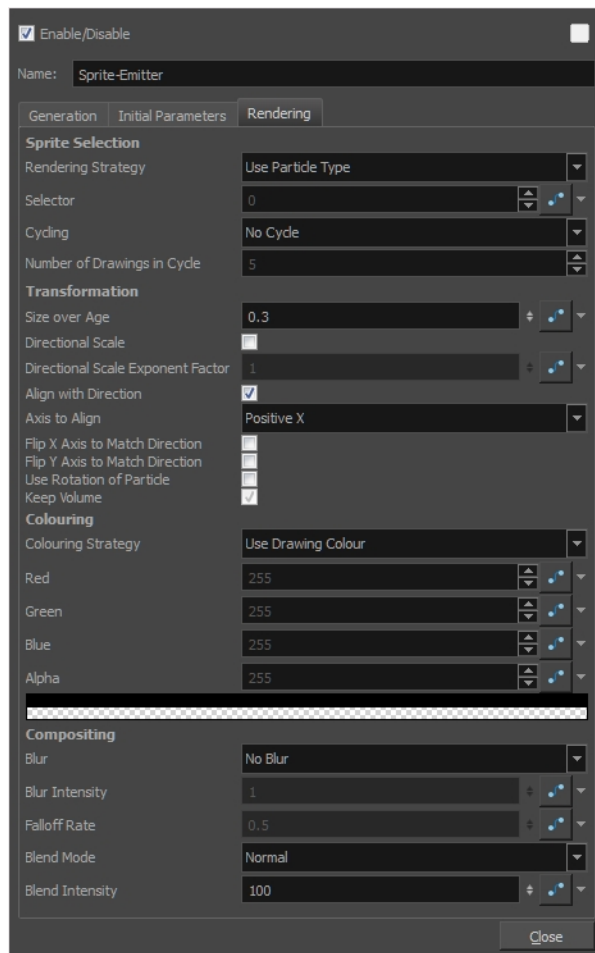 Enable/Disable
Name: Sprite-Emitter
Generation Initial Parameters Rendering
Sprite Selection
Rendering Strategy Use Particle Type
Selector 0
Cycling No Cycle
Number of Drawings in Cycle 5
Transformation
Size over Age 0.3
Directional Scale
Directional Scale Exponent Factor 1
Align with Direction
Axis to Align Positive X
Flip X Axis to Match Direction
Flip Y Axis to Match Direction
Use Rotation of Particle
Keep Volume
Colouring
Colouring Strategy Use Drawing Colour
Red 255
Green 255
Blue 255
Alpha 255
Compositing
Blur No Blur
Blur Intensity 1
Falloff Rate 0.5
Blend Mode Normal
Blend Intensity 100
Close